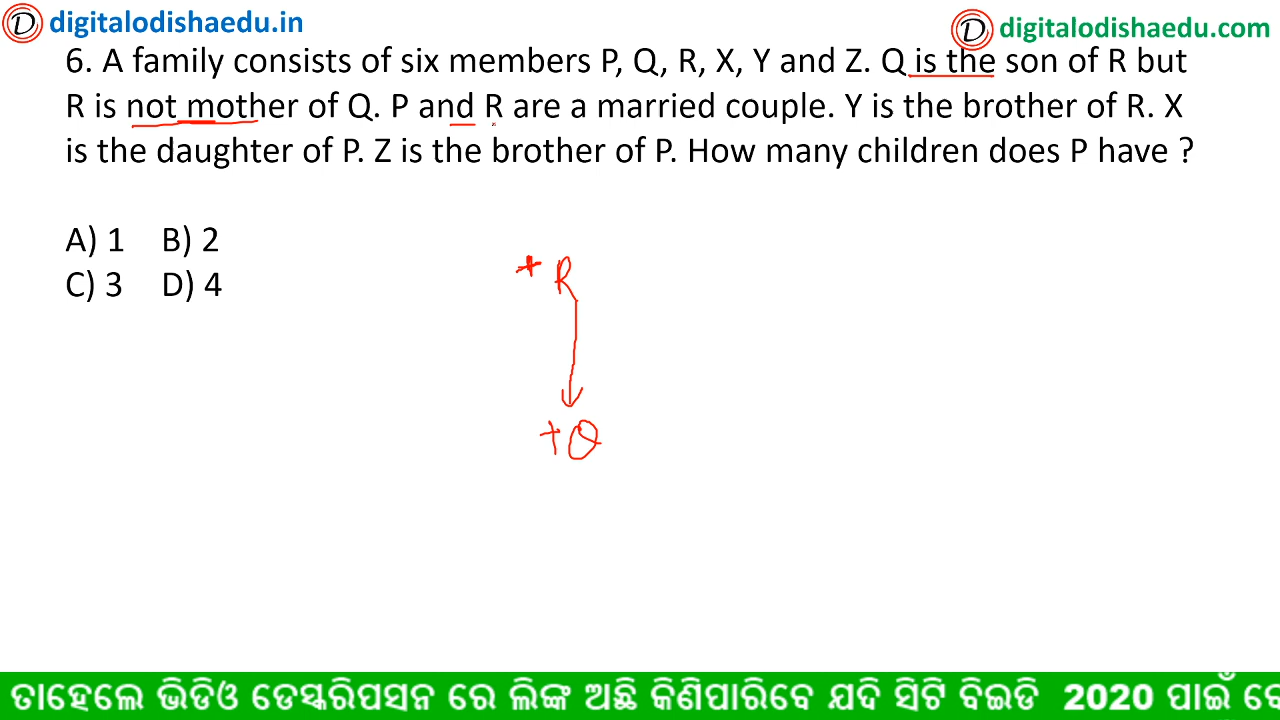 digitalodishaedu.in
digitalodishaedu.com
6. A family consists of six members P, Q, R, X, Y and Z. Q is the son of R but
R is not mother of Q. P and R are a married couple. Y is the brother of R. X
is the daughter of P. Z is the brother of P. How many children does P have ?
A) 1 B) 2
C) 3 D) 4
+ R
+ Q
ତାହେଲେ ଭିଡିଓ ଡେସ୍କରିପସନ ରେ ଲିଙ୍କ ଅଛି କିଣିପାରିବେ ଯଦି ସିଟି ବିଇଡି 2020 ପାଇଁ